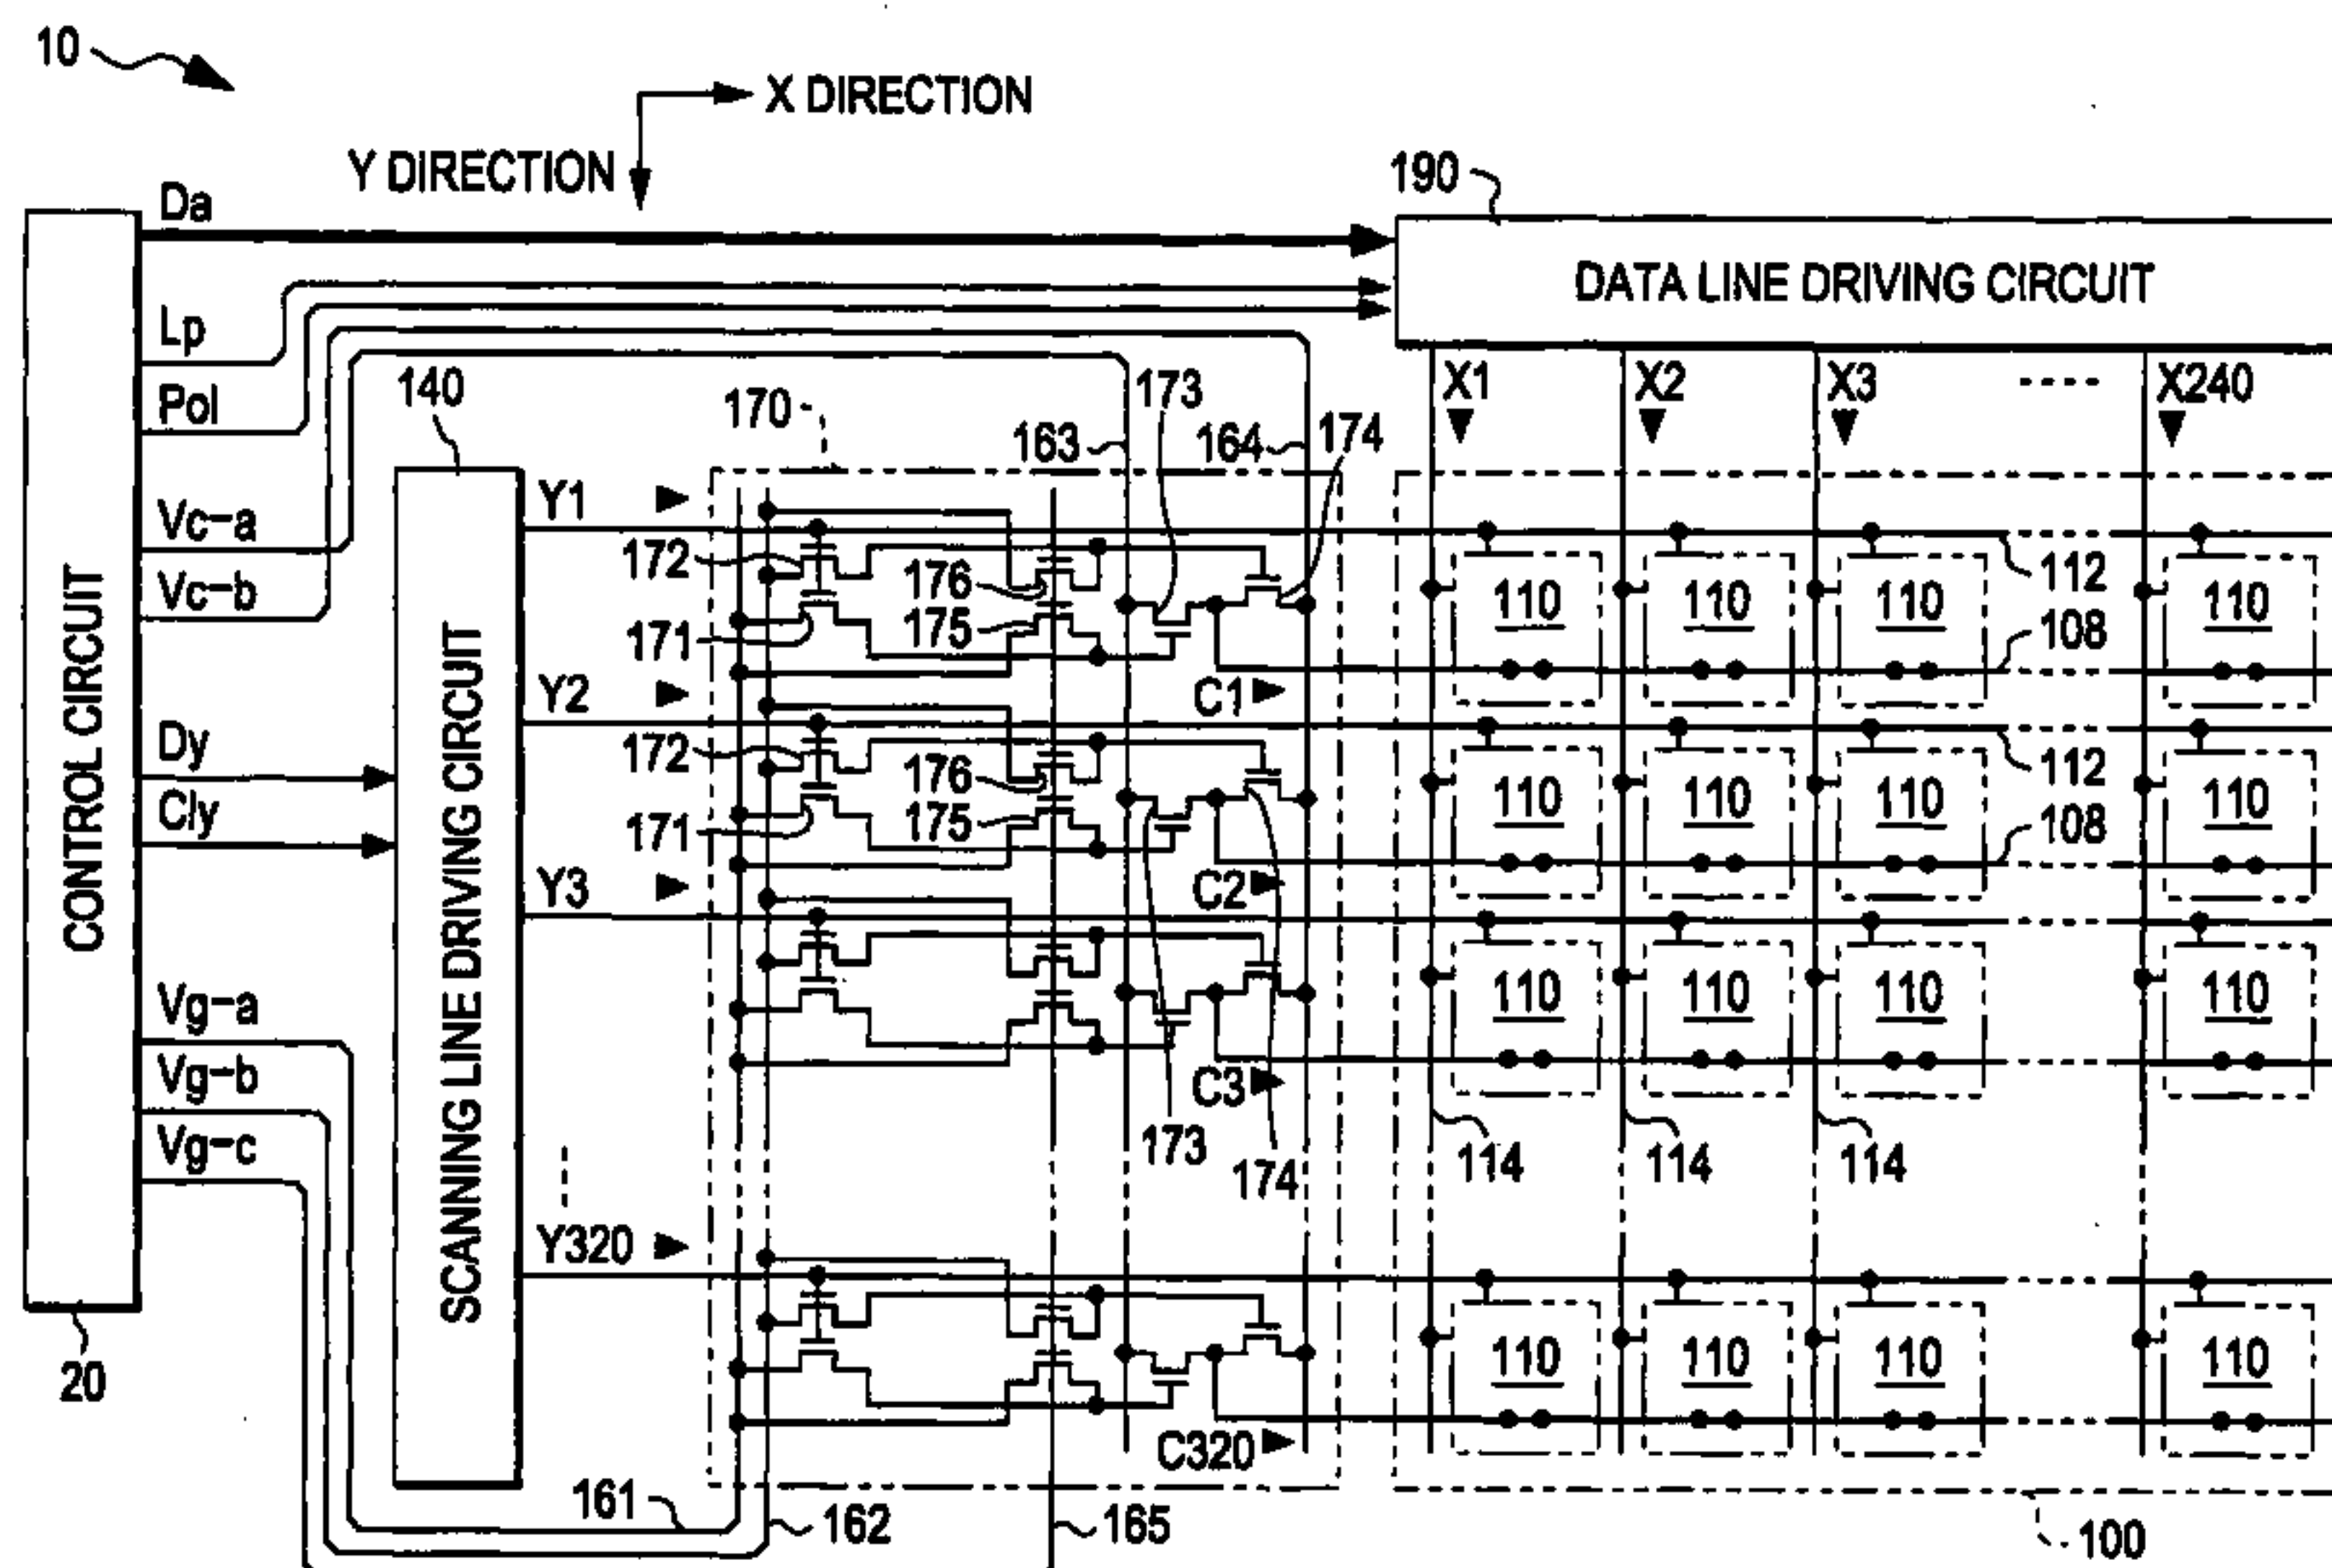 10
X DIRECTION
Y DIRECTION
190
Da
DATA LINE DRIVING CIRCUIT
Lp
Pol
140
170
163
173
164
174
X1
X2
X3
X240
Vc-a
Vc-b
Y1
172
176
171
175
C1
110
110
110
110
112
108
CONTROL CIRCUIT
SCANNING LINE DRIVING CIRCUIT
Dy
Cly
Y2
172
176
171
175
C2
110
110
110
110
112
108
Y3
C3
110
110
110
110
Vg-a
Vg-b
Vg-c
173
174
114
114
114
Y320
C320
110
110
110
110
20
161
162
165
100